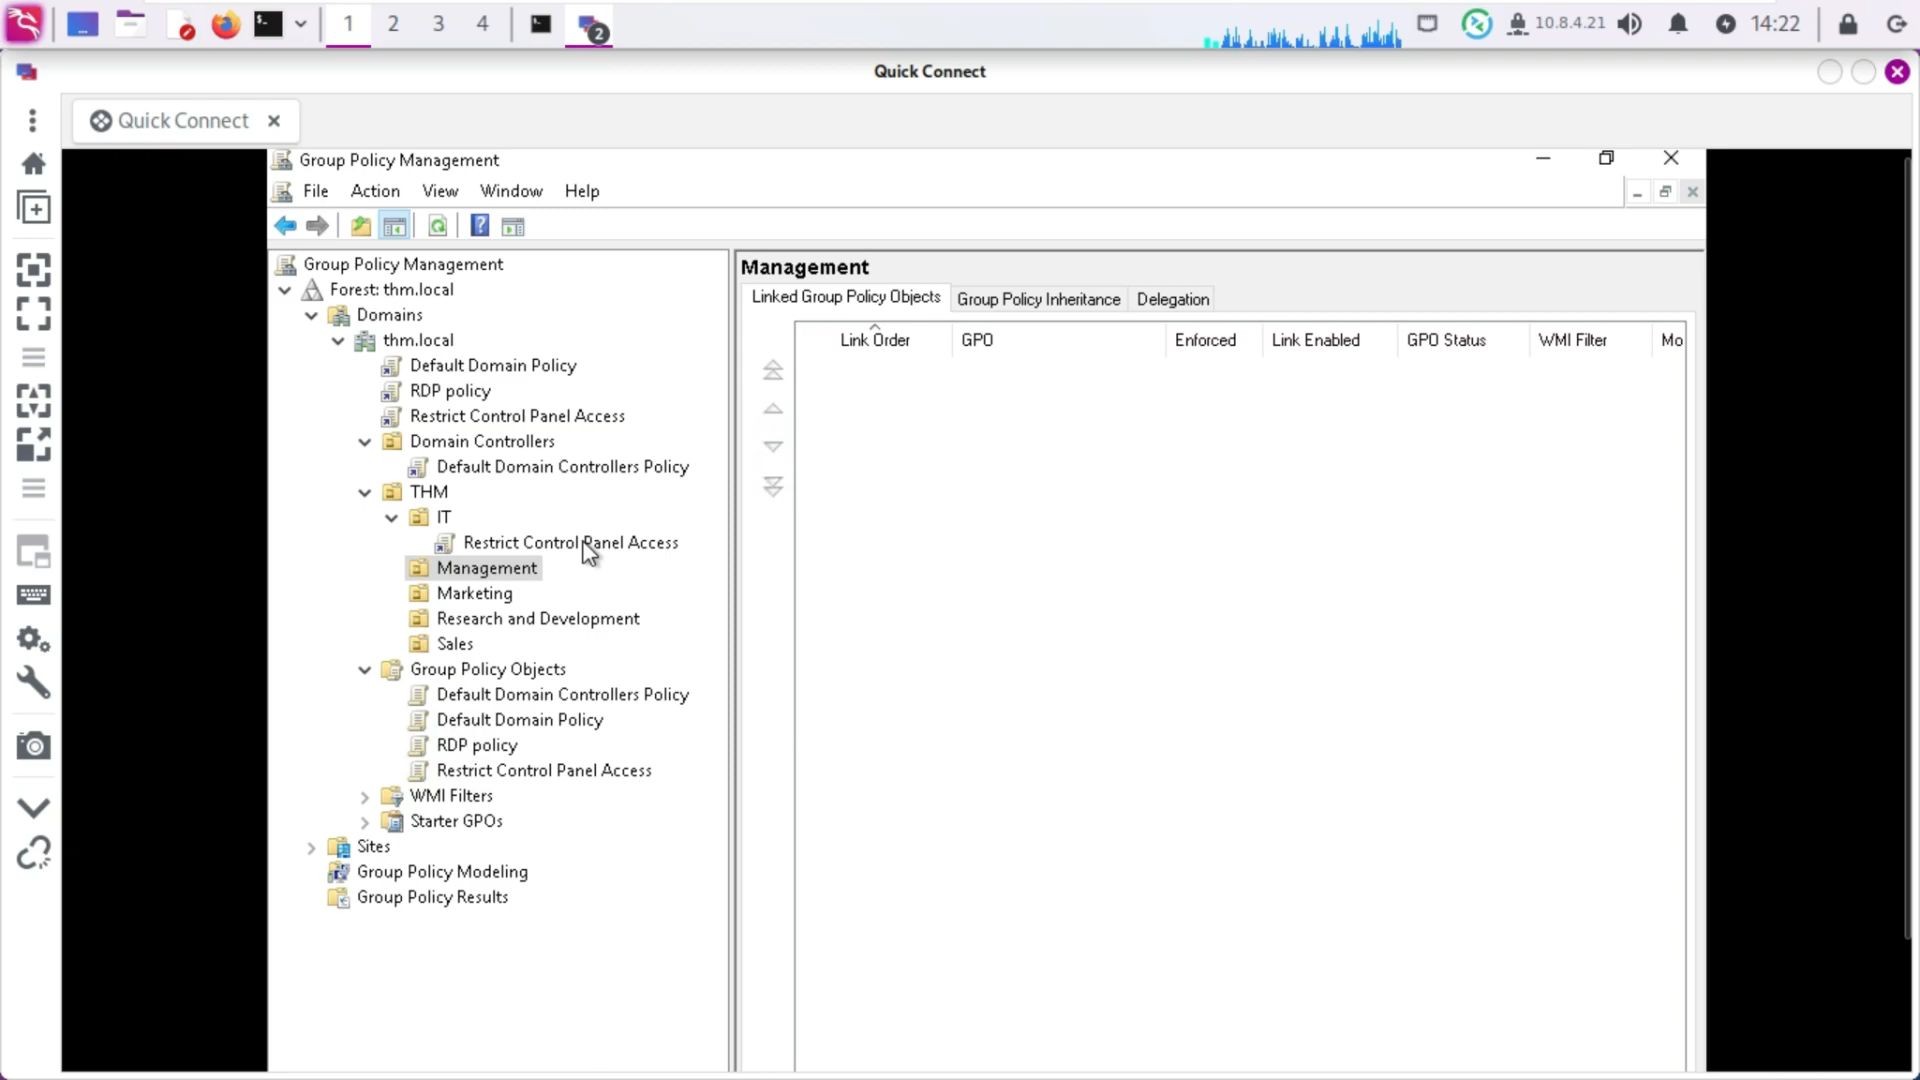 1 2 3 4 2 10.8.4.21 14:22
Quick Connect
Quick Connect
Group Policy Management
File Action View Window Help
Group Policy Management
Forest: thm.local
Domains
thm.local
Default Domain Policy
RDP policy
Restrict Control Panel Access
Domain Controllers
Default Domain Controllers Policy
THM
IT
Restrict Control Panel Access
Management
Marketing
Research and Development
Sales
Group Policy Objects
Default Domain Controllers Policy
Default Domain Policy
RDP policy
Restrict Control Panel Access
WMI Filters
Starter GPOs
Sites
Group Policy Modeling
Group Policy Results
Management
Linked Group Policy Objects Group Policy Inheritance Delegation
Link Order GPO Enforced Link Enabled GPO Status WMI Filter Mo